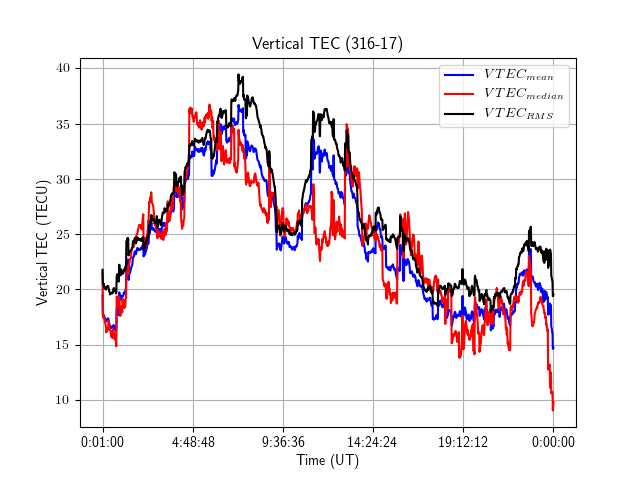 Vertical TEC (316-17)
VTEC_mean
VTEC_median
VTEC_RMS
Vertical TEC (TECU)
40
35
30
25
20
15
10
0:01:00 4:48:48 9:36:36 14:24:24 19:12:12 0:00:00
Time (UT)